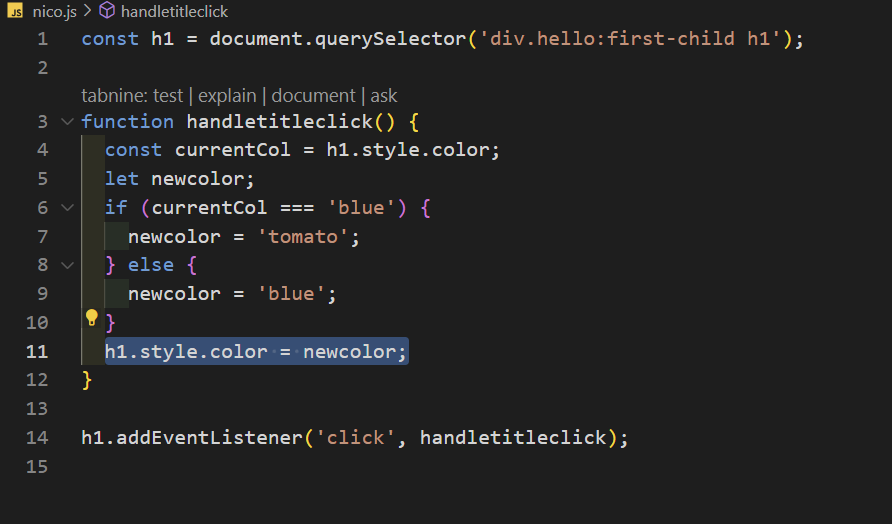 JS nico.js > handletitleclick
1 const h1 = document.querySelector('div.hello:first-child h1');
2
tabnine: test | explain | document | ask
3 function handletitleclick() {
4 const currentCol = h1.style.color;
5 let newcolor;
6 if (currentCol === 'blue') {
7 newcolor = 'tomato';
8 } else {
9 newcolor = 'blue';
10 }
11 h1.style.color = newcolor;
12 }
13
14 h1.addEventListener('click', handletitleclick);
15